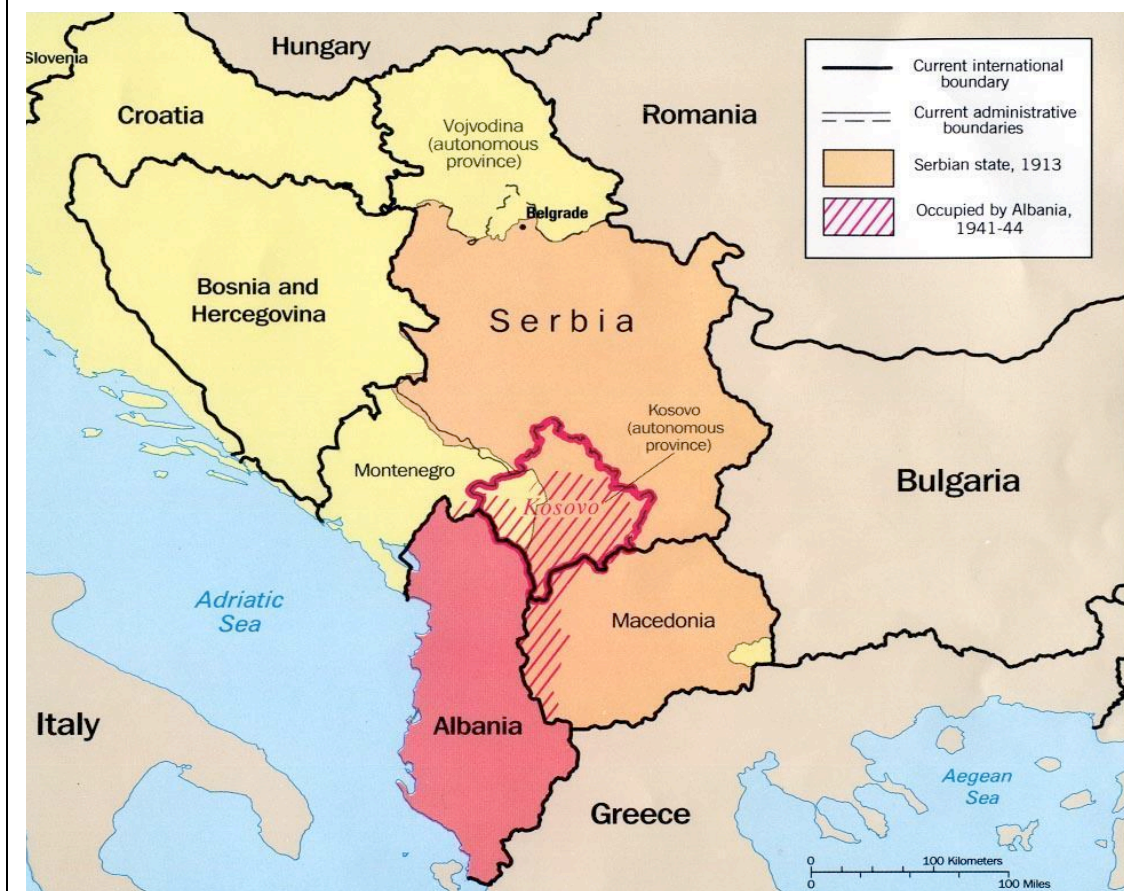 Hungary
Slovenia
Croatia
Vojvodina
(autonomous
province)
Romania
Current international
boundary
Current administrative
boundaries
Serbian state, 1913
Occupied by Albania,
1941-44
Belgrade
Bosnia and
Hercegovina
Serbia
Kosovo
(autonomous
province)
Montenegro
Kosovo
Bulgaria
Adriatic
Sea
Macedonia
Italy
Albania
Aegean
Sea
Greece
0 100 Kilometers
0 100 Miles